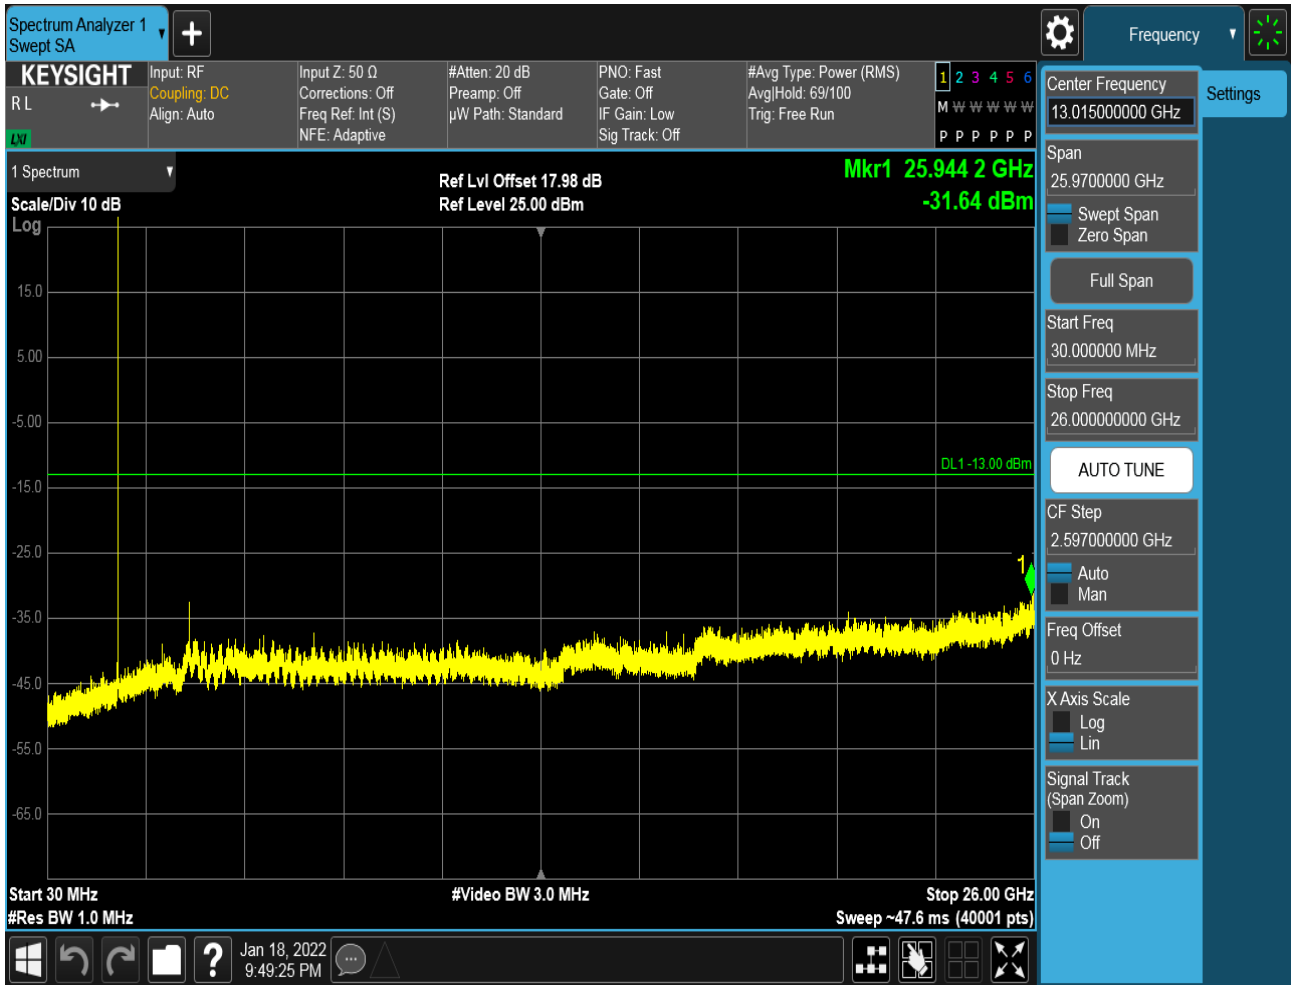 Spectrum Analyzer 1
Swept SA
Frequency
KEYSIGHT
R L
LXI
Input: RF
Coupling: DC
Align: Auto
Input Z: 50 Ω
Corrections: Off
Freq Ref: Int (S)
NFE: Adaptive
#Atten: 20 dB
Preamp: Off
µW Path: Standard
PNO: Fast
Gate: Off
IF Gain: Low
Sig Track: Off
#Avg Type: Power (RMS)
Avg|Hold: 69/100
Trig: Free Run
1 2 3 4 5 6
M W W W W W
P P P P P P
1 Spectrum
Scale/Div 10 dB
Log
Ref Lvl Offset 17.98 dB
Ref Level 25.00 dBm
Mkr1 25.944 2 GHz
-31.64 dBm
15.0
5.00
-5.00
-15.0
-25.0
-35.0
-45.0
-55.0
-65.0
DL1 -13.00 dBm
1
Start 30 MHz
#Res BW 1.0 MHz
#Video BW 3.0 MHz
Stop 26.00 GHz
Sweep ~47.6 ms (40001 pts)
Center Frequency
13.015000000 GHz
Span
25.9700000 GHz
Swept Span
Zero Span
Full Span
Start Freq
30.000000 MHz
Stop Freq
26.000000000 GHz
AUTO TUNE
CF Step
2.597000000 GHz
Auto
Man
Freq Offset
0 Hz
X Axis Scale
Log
Lin
Signal Track
(Span Zoom)
On
Off
Settings
?
Jan 18, 2022
9:49:25 PM